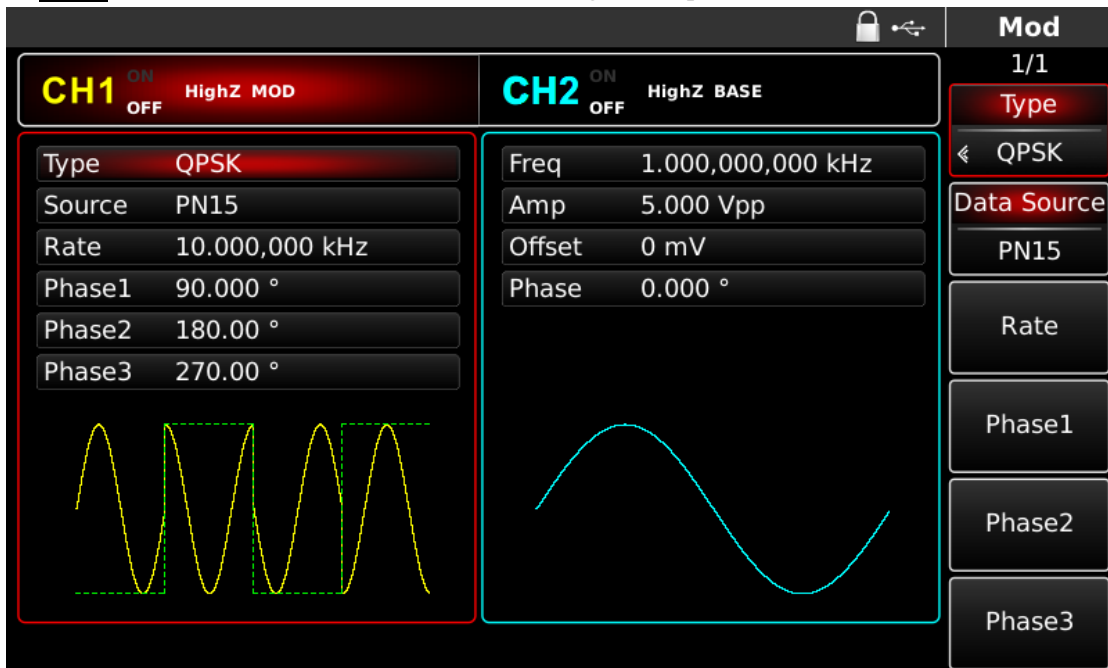 Mod
1/1
CH1 ON OFF HighZ MOD
CH2 ON OFF HighZ BASE
Type QPSK
Source PN15
Rate 10.000,000 kHz
Phase1 90.000 °
Phase2 180.00 °
Phase3 270.00 °
Freq 1.000,000,000 kHz
Amp 5.000 Vpp
Offset 0 mV
Phase 0.000 °
Type
QPSK
Data Source
PN15
Rate
Phase1
Phase2
Phase3